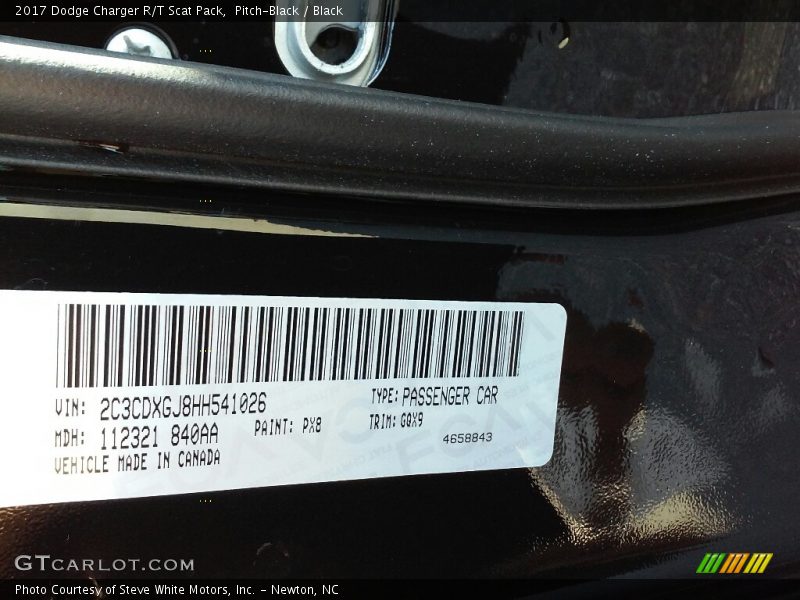 2017 Dodge Charger R/T Scat Pack, Pitch-Black / Black
VIN: 2C3CDXGJ8HH541026
TYPE: PASSENGER CAR
MDH: 112321 840AA
PAINT: PX8
TRIM: GQX9
VEHICLE MADE IN CANADA
4658843
GTCARLOT.COM
Photo Courtesy of Steve White Motors, Inc. - Newton, NC